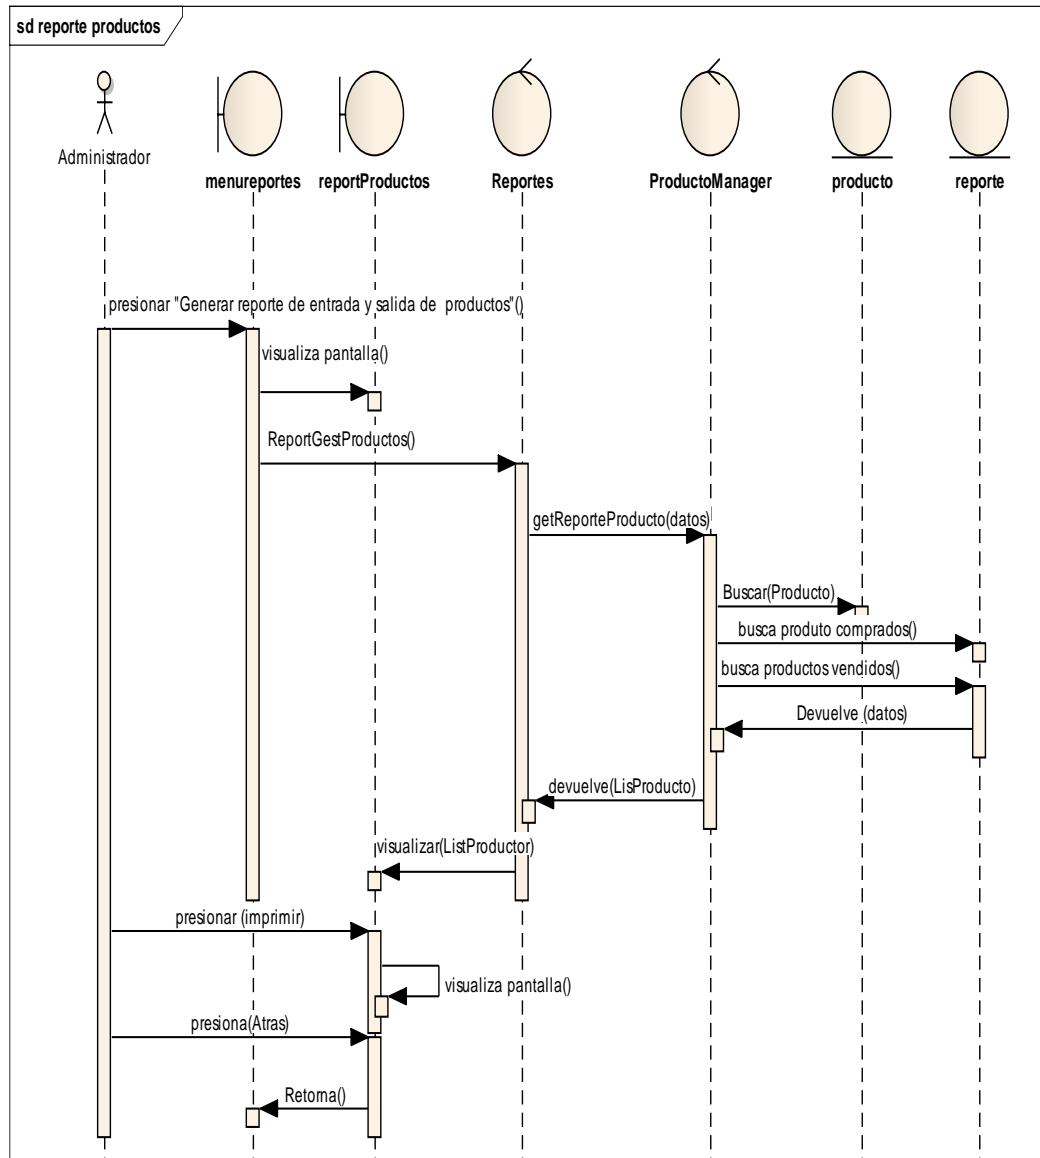 sd reporte productos
Administrador
menureportes
reportProductos
Reportes
ProductoManager
producto
reporte
presionar "Generar reporte de entrada y salida de productos"()
visualiza pantalla()
ReportGestProductos()
getReporteProducto(datos)
Buscar(Producto)
busca produto comprados()
busca productos vendidos()
Devuelve (datos)
devuelve(LisProducto)
visualizar(ListProductor)
presionar (imprimir)
visualiza pantalla()
presiona(Atras)
Retorna()